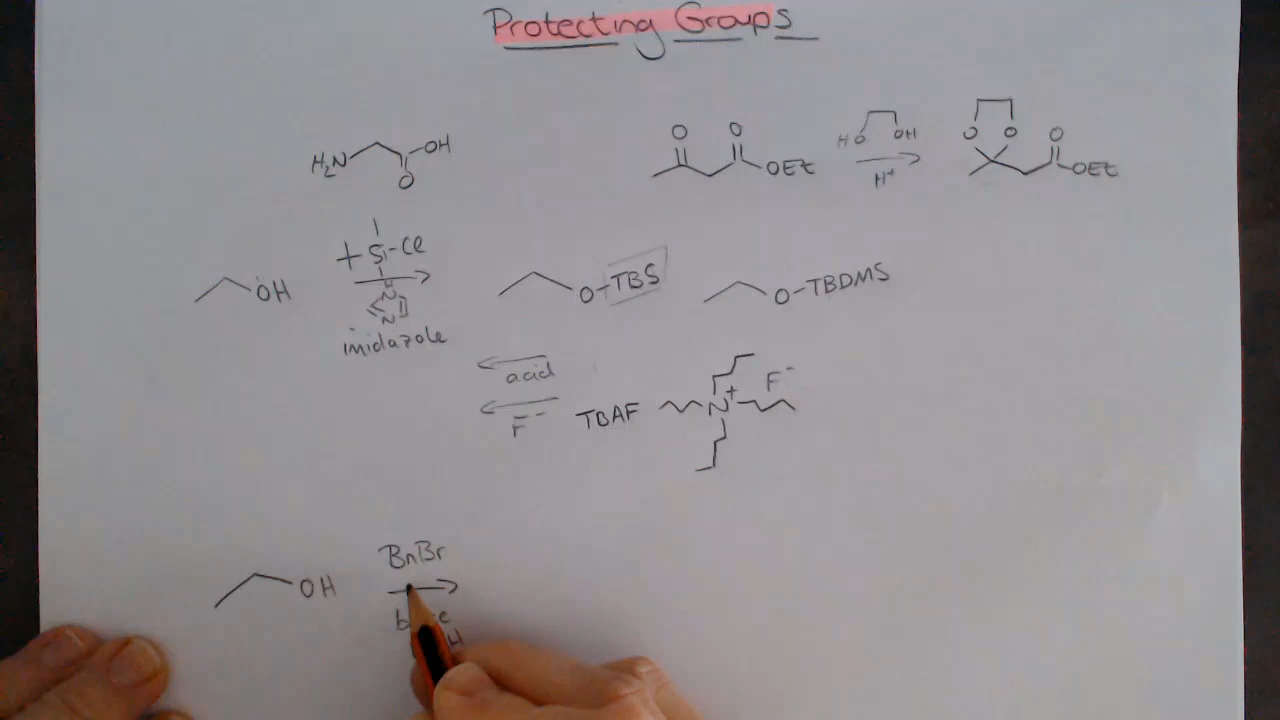 Protecting Groups
H₂N OH O
O O OEt HO OH H⁺ O O O OEt
Si-Cl
OH O-TBS O-TBDMS
H N N
imidazole
acid
F⁻ TBAF N⁺ F⁻
BnBr
OH